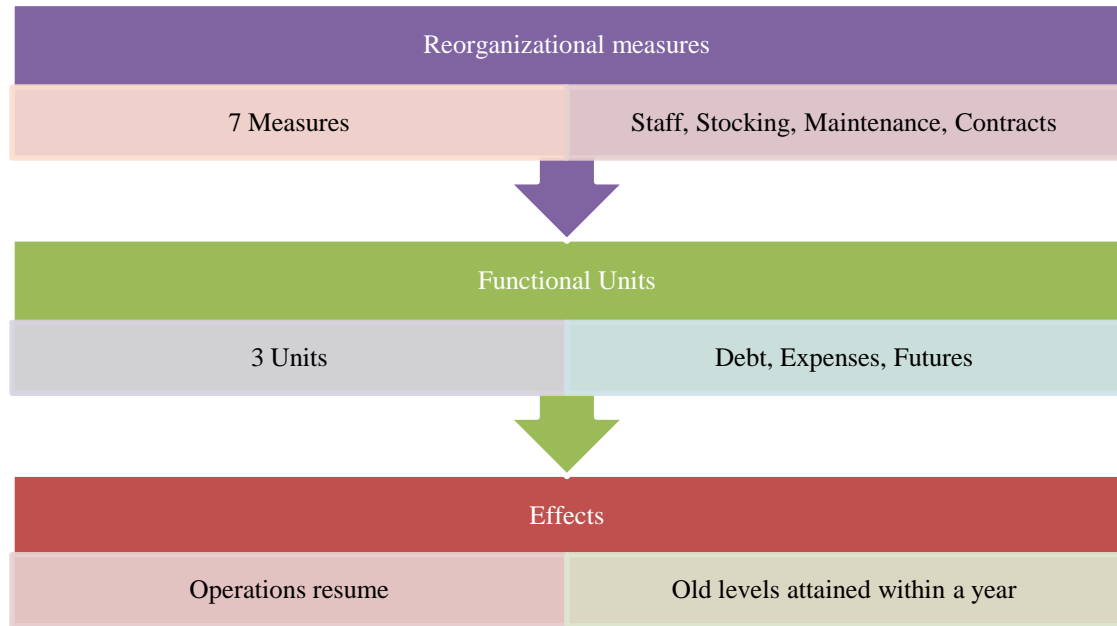 Reorganizational measures
7 Measures
Staff, Stocking, Maintenance, Contracts
Functional Units
3 Units
Debt, Expenses, Futures
Effects
Operations resume
Old levels attained within a year